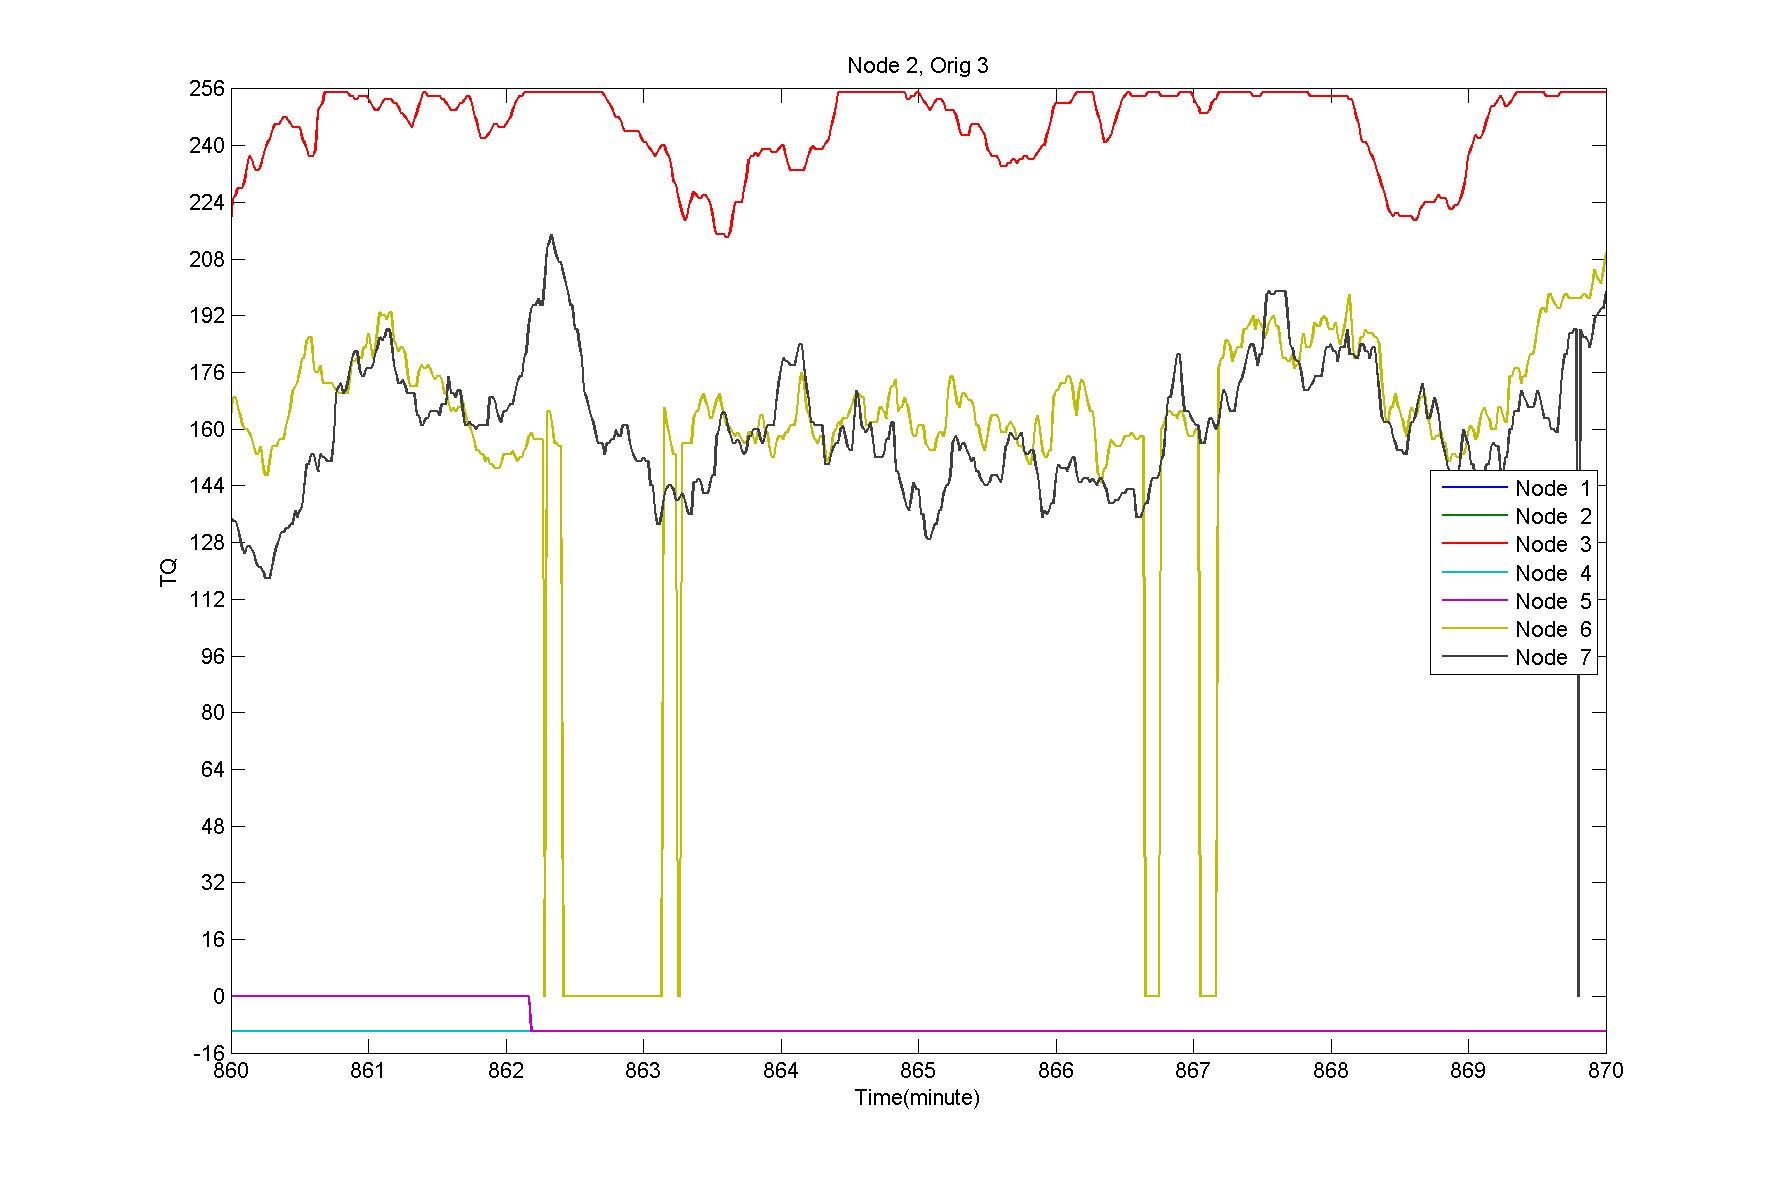 Node 2, Orig 3
256
240
224
208
192
176
160
144
128
112
96
80
64
48
32
16
0
-16
TQ
Node 1
Node 2
Node 3
Node 4
Node 5
Node 6
Node 7
860 861 862 863 864 865 866 867 868 869 870
Time(minute)